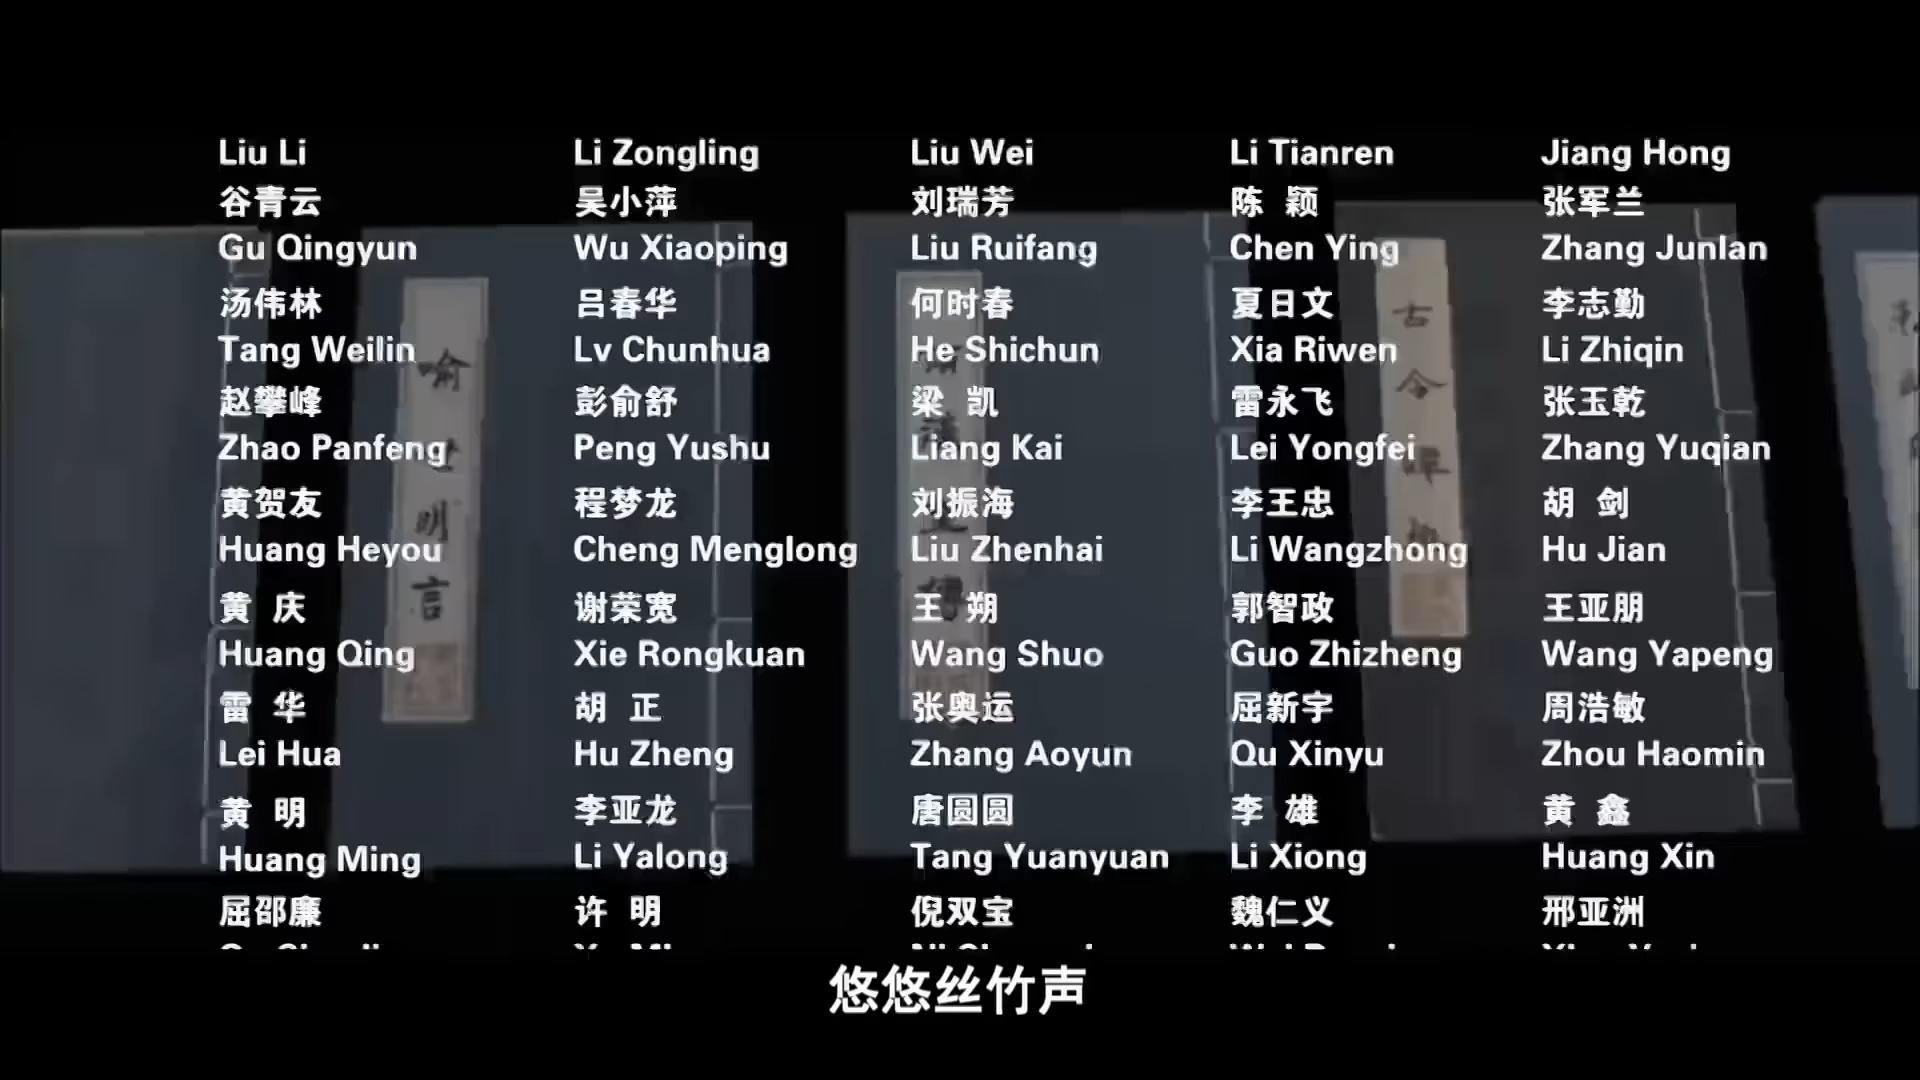 Liu Li Li Zongling Liu Wei Li Tianren Jiang Hong
谷青云 吴小萍 刘瑞芳 陈 颖 张军兰
Gu Qingyun Wu Xiaoping Liu Ruifang Chen Ying Zhang Junlan
汤伟林 吕春华 何时春 夏日文 李志勤
Tang Weilin Lv Chunhua He Shichun Xia Riwen Li Zhiqin
赵攀峰 彭俞舒 梁 凯 雷永飞 张玉乾
Zhao Panfeng Peng Yushu Liang Kai Lei Yongfei Zhang Yuqian
黄贺友 程梦龙 刘振海 李王忠 胡 剑
Huang Heyou Cheng Menglong Liu Zhenhai Li Wangzhong Hu Jian
黄 庆 谢荣宽 王 朔 郭智政 王亚朋
Huang Qing Xie Rongkuan Wang Shuo Guo Zhizheng Wang Yapeng
雷 华 胡 正 张奥运 屈新宇 周浩敏
Lei Hua Hu Zheng Zhang Aoyun Qu Xinyu Zhou Haomin
黄 明 李亚龙 唐圆圆 李 雄 黄 鑫
Huang Ming Li Yalong Tang Yuanyuan Li Xiong Huang Xin
屈邵廉 许 明 倪双宝 魏仁义 邢亚洲
喻世明言
古今谭概
悠悠丝竹声